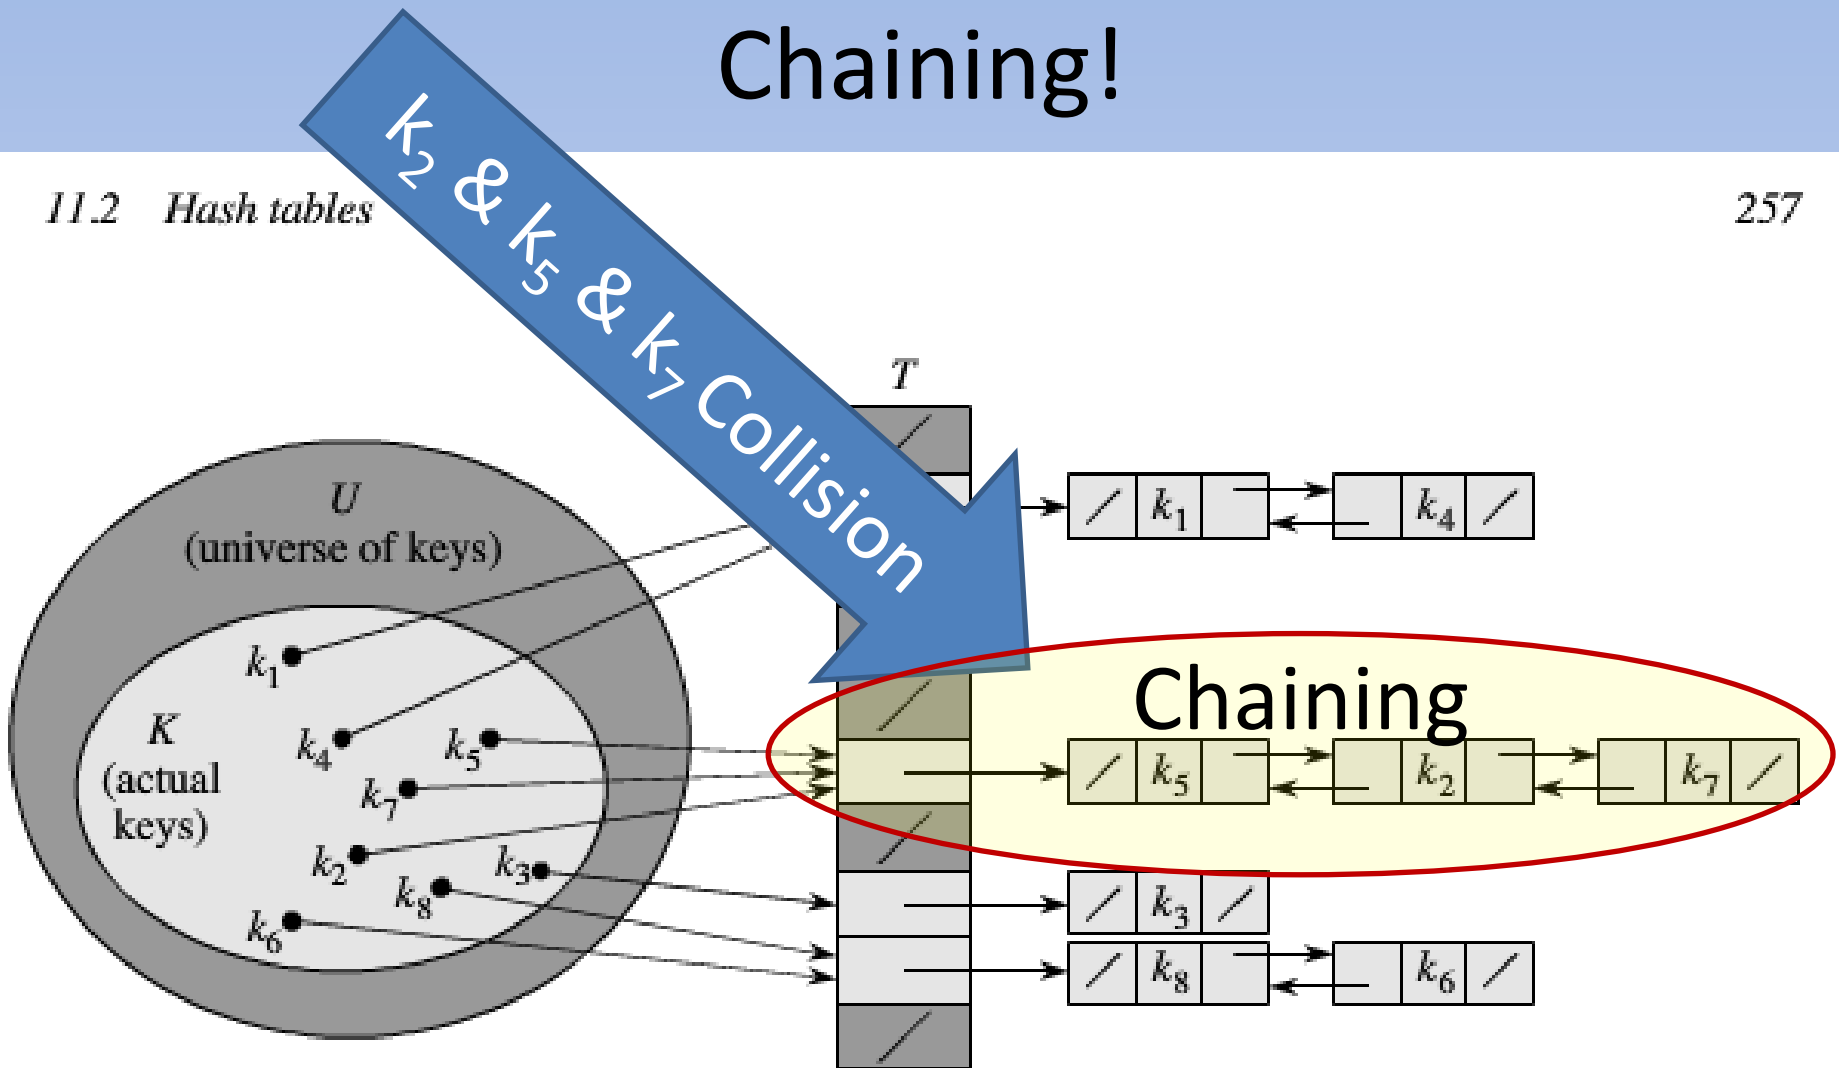 Chaining!
11.2 Hash tables
257
k₂ & k₅ & k₇ Collision
T
U
(universe of keys)
k₁ k₄
k₁
Chaining
K
(actual
keys)
k₄
k₅
k₅ k₂ k₇
k₇
k₂
k₃
k₈
k₃
k₆
k₈ k₆